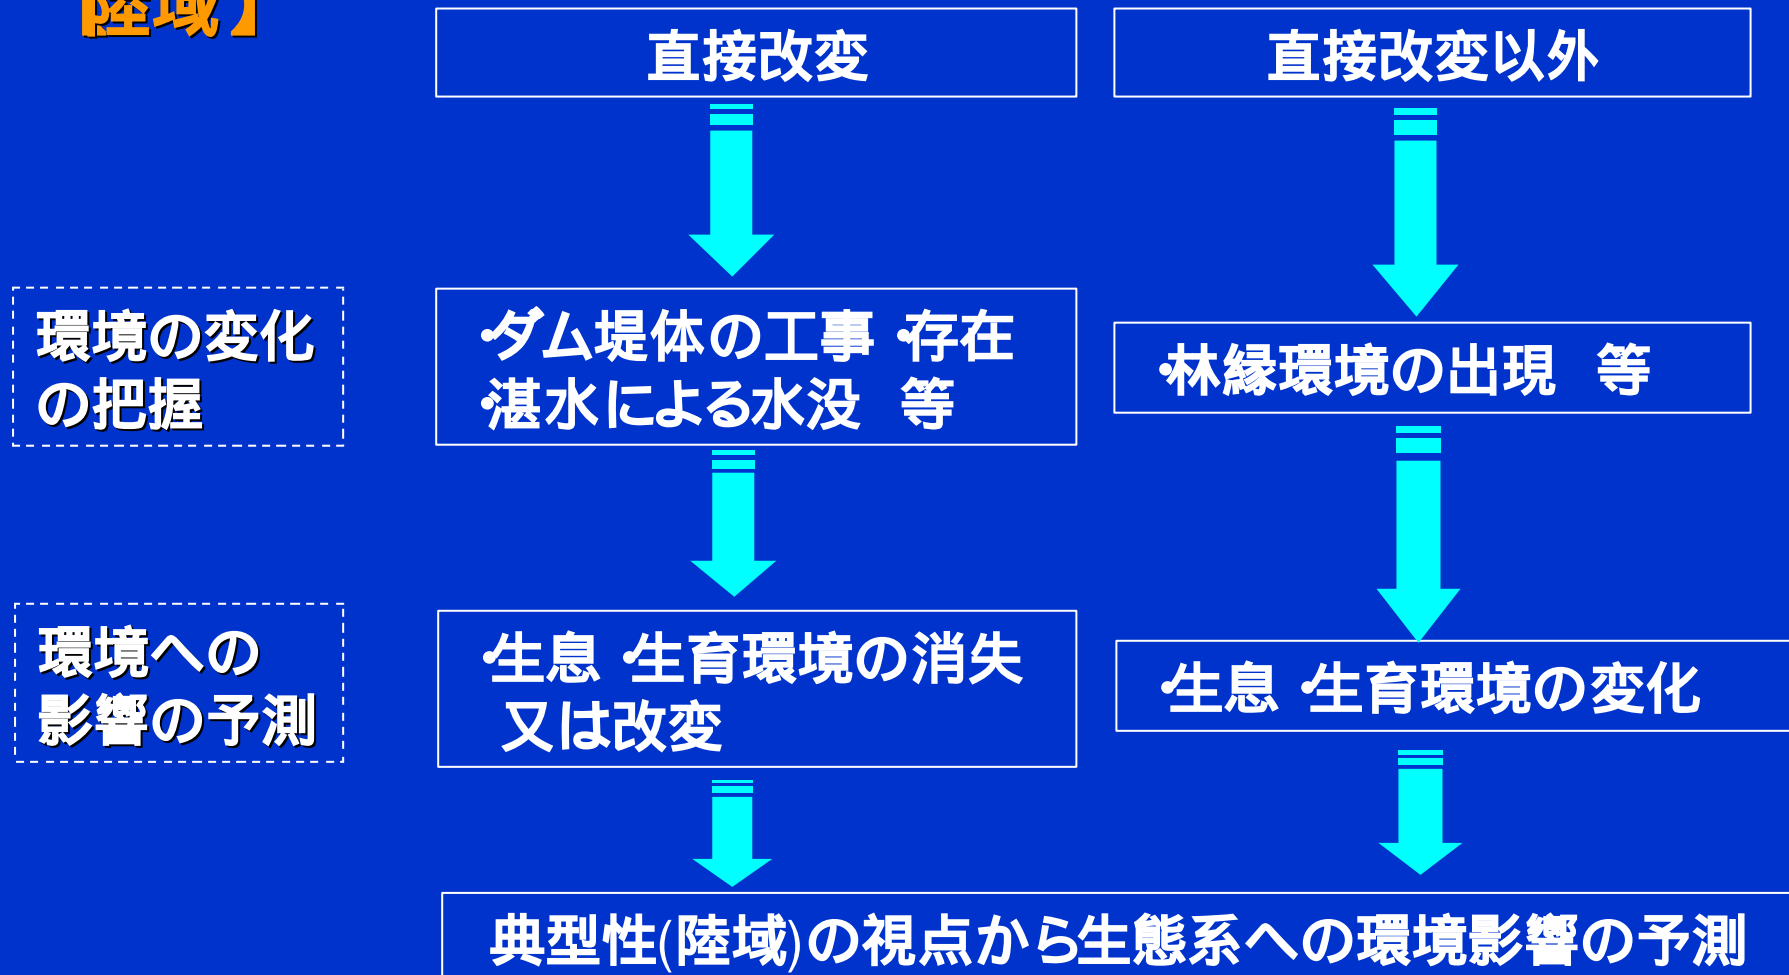 陸域】
直接改変
直接改変以外
環境の変化
の把握
・ダム堤体の工事・存在
・湛水による水没 等
・林縁環境の出現 等
環境への
影響の予測
・生息・生育環境の消失
又は改変
・生息・生育環境の変化
典型性(陸域)の視点から生態系への環境影響の予測